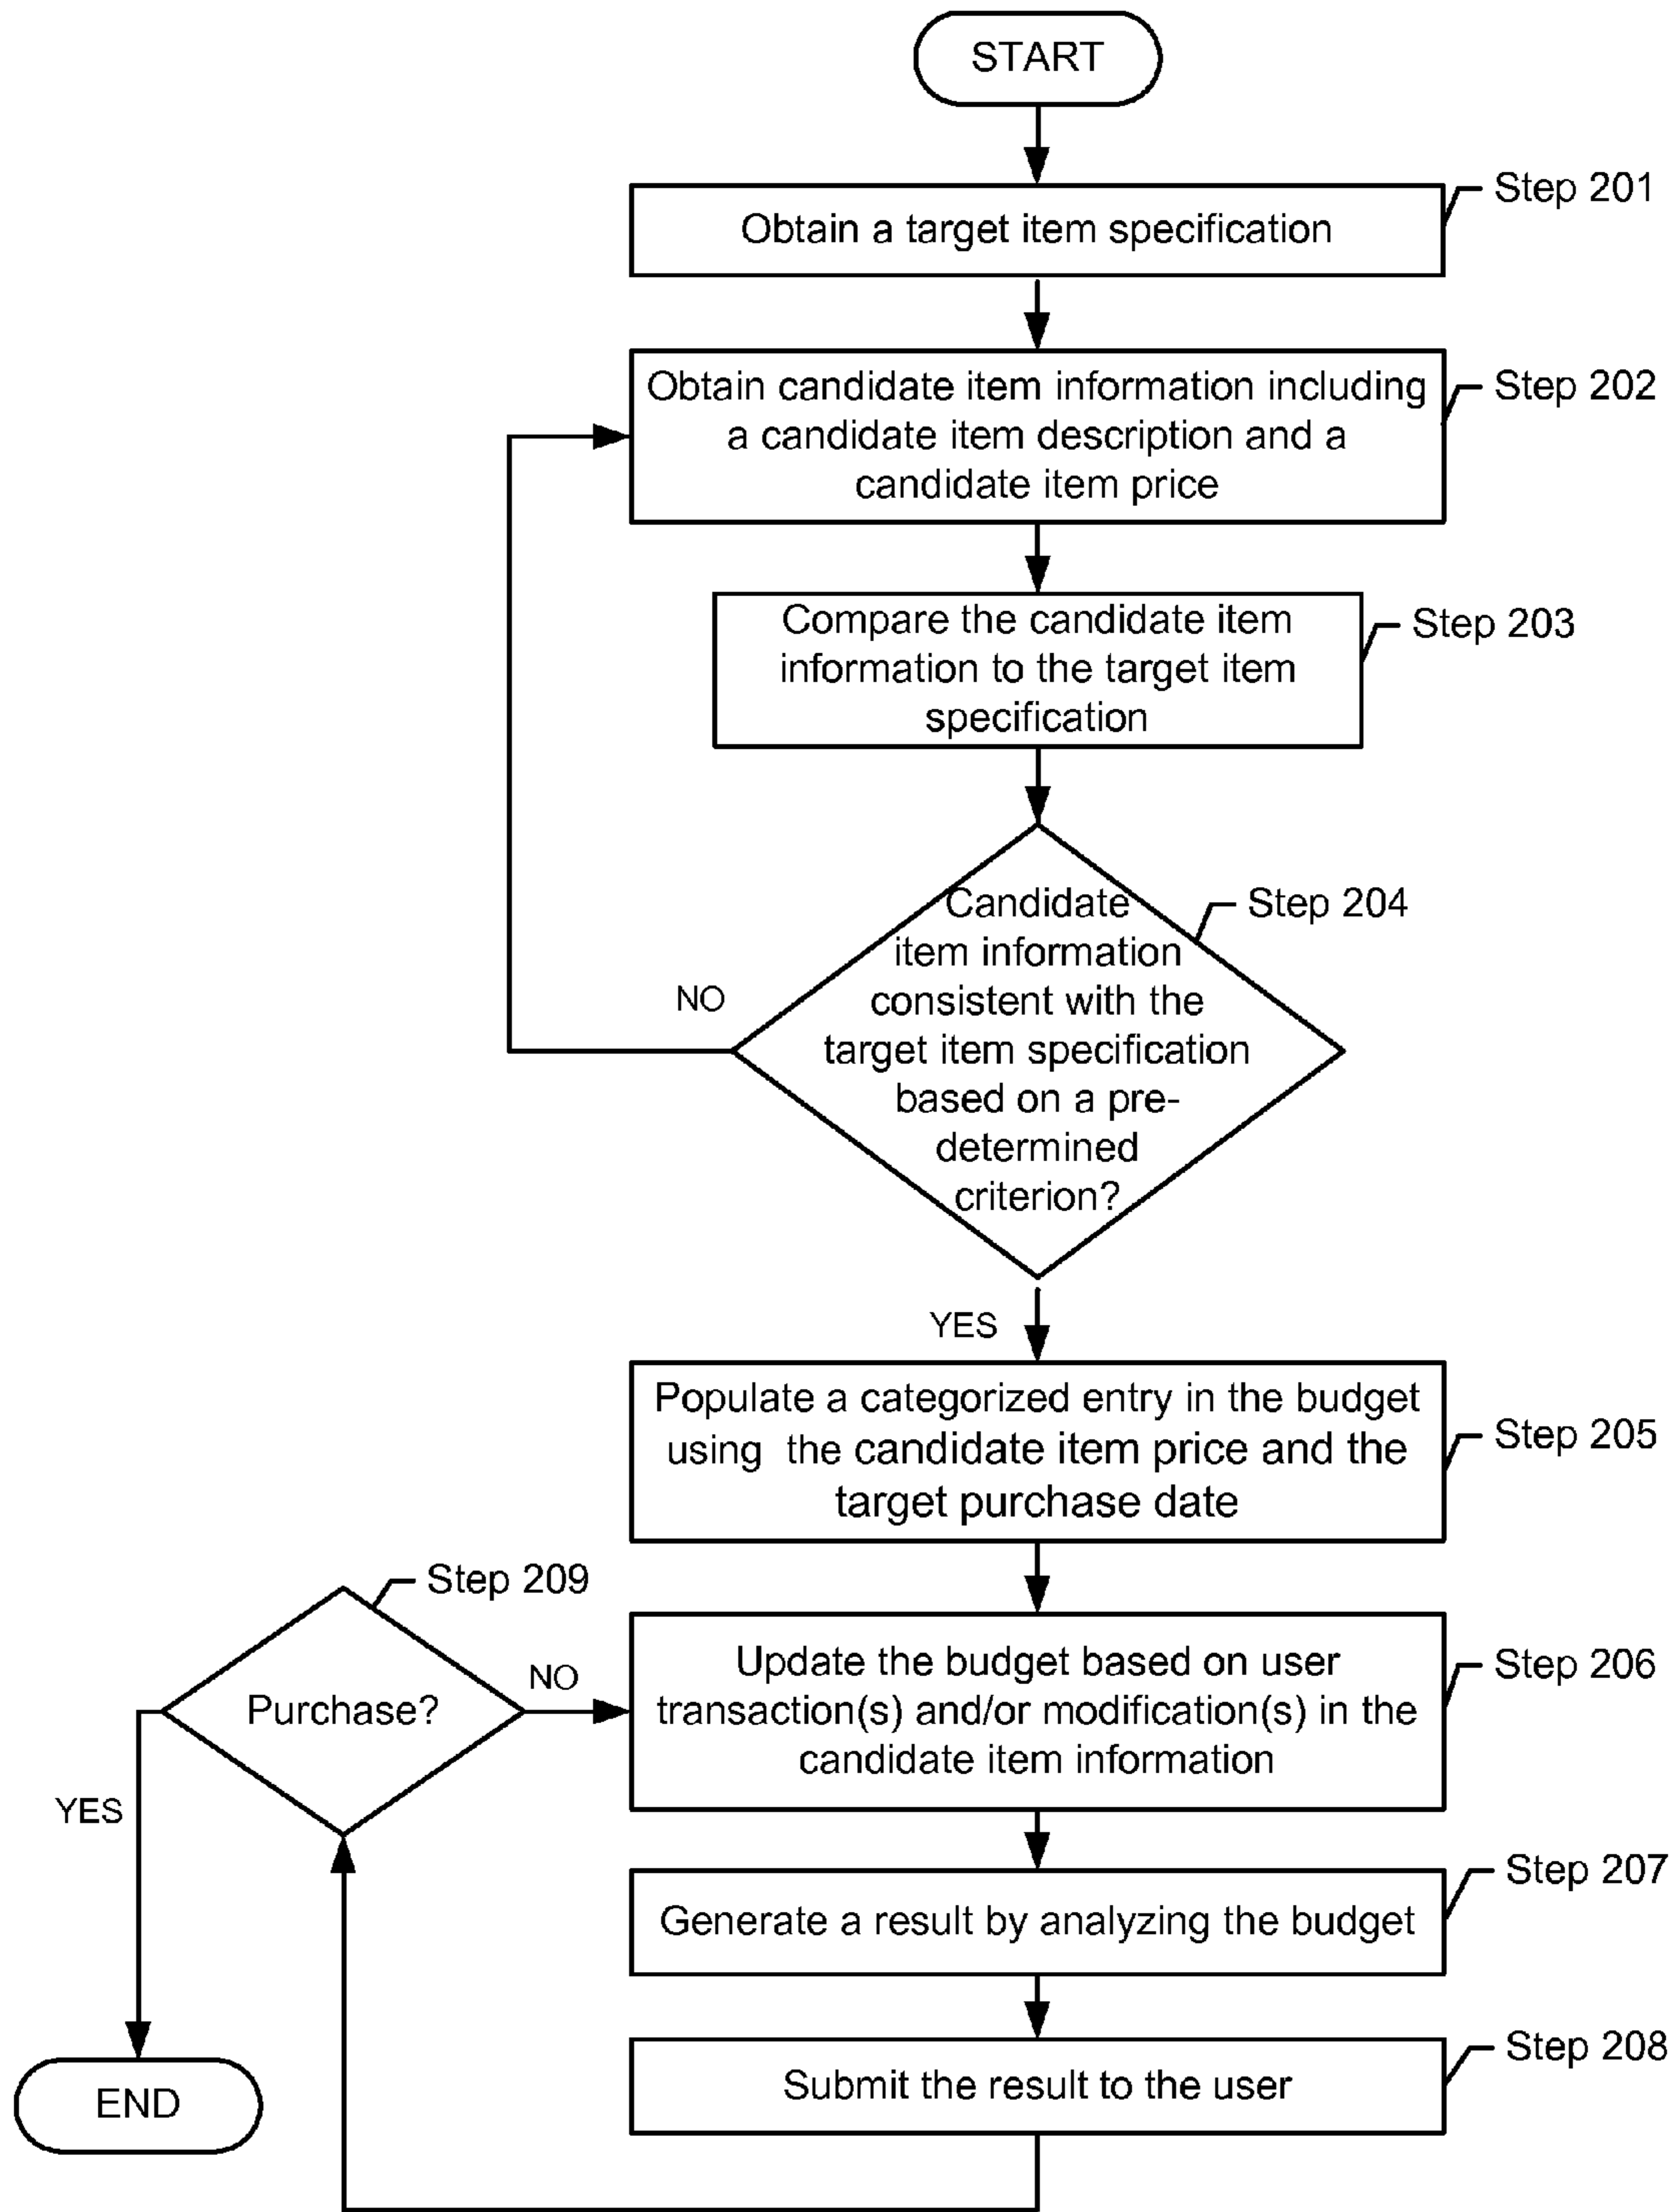 START
Step 201
Obtain a target item specification
Step 202
Obtain candidate item information including
a candidate item description and a
candidate item price
Step 203
Compare the candidate item
information to the target item
specification
Step 204
Candidate
item information
consistent with the
target item specification
based on a pre-
determined
criterion?
NO
YES
Step 205
Populate a categorized entry in the budget
using the candidate item price and the
target purchase date
Step 206
Update the budget based on user
transaction(s) and/or modification(s) in the
candidate item information
Step 207
Generate a result by analyzing the budget
Step 208
Submit the result to the user
Step 209
Purchase?
NO
YES
END